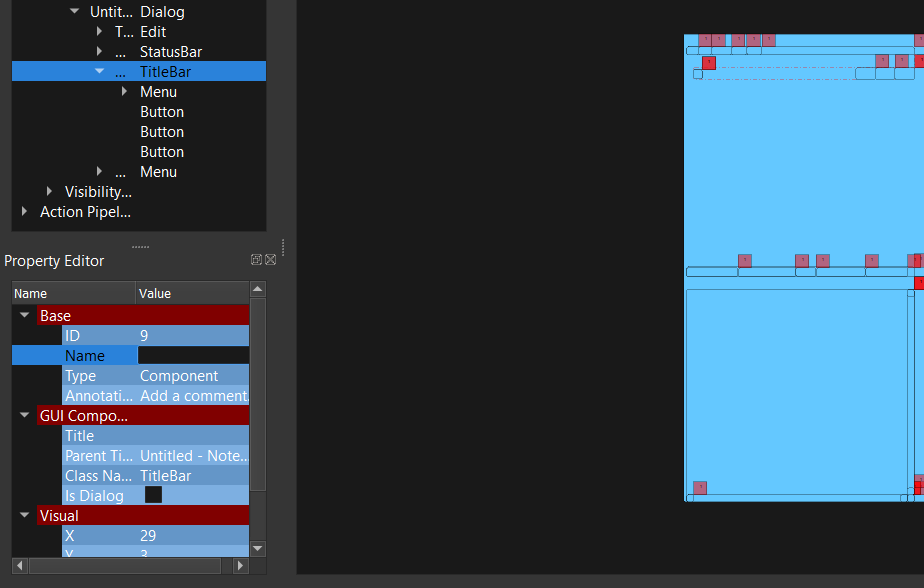 Untit... Dialog
T... Edit
... StatusBar
... TitleBar
Menu
Button
Button
Button
... Menu
Visibility...
Action Pipel...
Property Editor
Name Value
Base
ID 9
Name
Type Component
Annotati... Add a comment
GUI Compo...
Title
Parent Ti... Untitled - Note...
Class Na... TitleBar
Is Dialog
Visual
X 29
Y 3